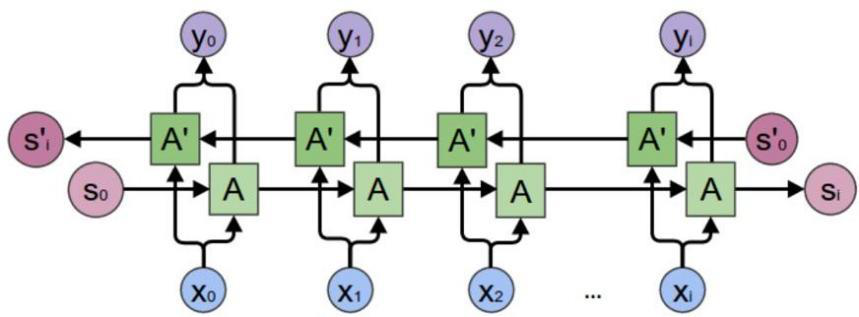 y₀ y₁ y₂ yᵢ
s'ᵢ A' A' A' A' s'₀
s₀ A A A A sᵢ
x₀ x₁ x₂ ... xᵢ